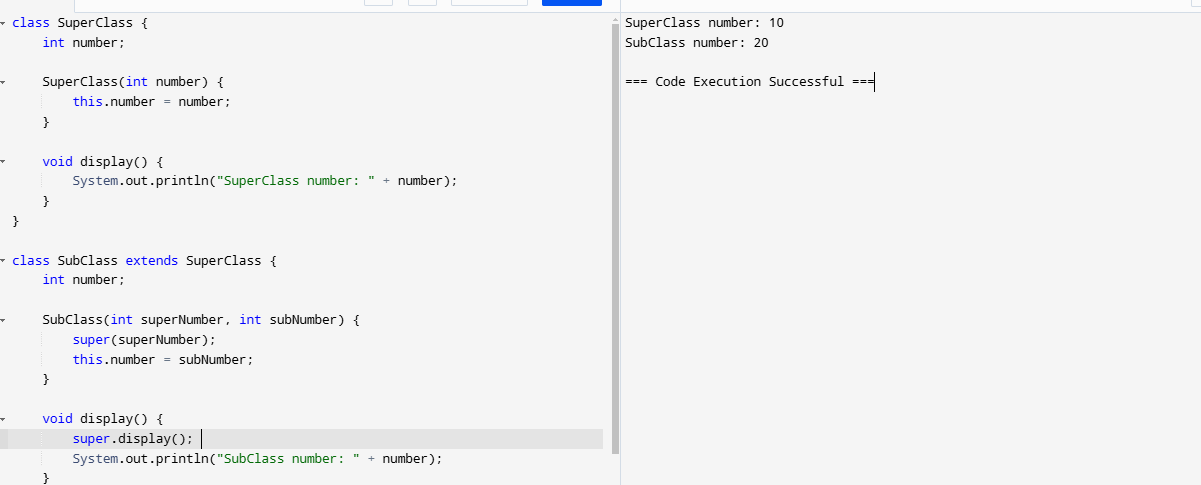 class SuperClass {
int number;
SuperClass(int number) {
this.number = number;
}
void display() {
System.out.println("SuperClass number: " + number);
}
}
class SubClass extends SuperClass {
int number;
SubClass(int superNumber, int subNumber) {
super(superNumber);
this.number = subNumber;
}
void display() {
super.display();
System.out.println("SubClass number: " + number);
}
SuperClass number: 10
SubClass number: 20
=== Code Execution Successful ===